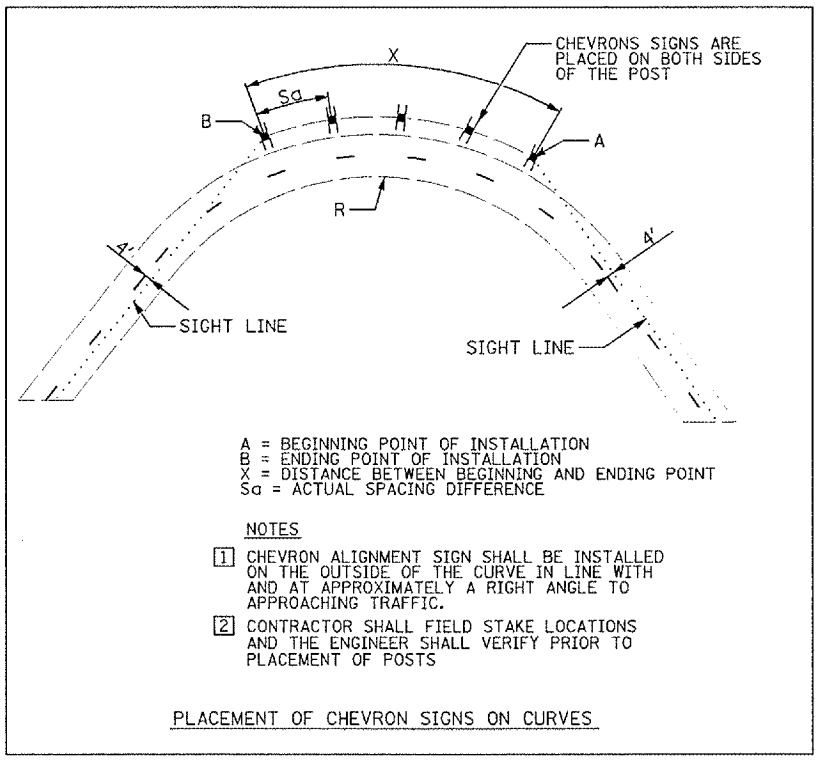 CHEVRONS SIGNS ARE
PLACED ON BOTH SIDES
OF THE POST
X
Sa
B
A
R
4'
4'
SIGHT LINE
SIGHT LINE
A = BEGINNING POINT OF INSTALLATION
B = ENDING POINT OF INSTALLATION
X = DISTANCE BETWEEN BEGINNING AND ENDING POINT
Sa = ACTUAL SPACING DIFFERENCE
NOTES
1 CHEVRON ALIGNMENT SIGN SHALL BE INSTALLED
ON THE OUTSIDE OF THE CURVE IN LINE WITH
AND AT APPROXIMATELY A RIGHT ANGLE TO
APPROACHING TRAFFIC.
2 CONTRACTOR SHALL FIELD STAKE LOCATIONS
AND THE ENGINEER SHALL VERIFY PRIOR TO
PLACEMENT OF POSTS
PLACEMENT OF CHEVRON SIGNS ON CURVES